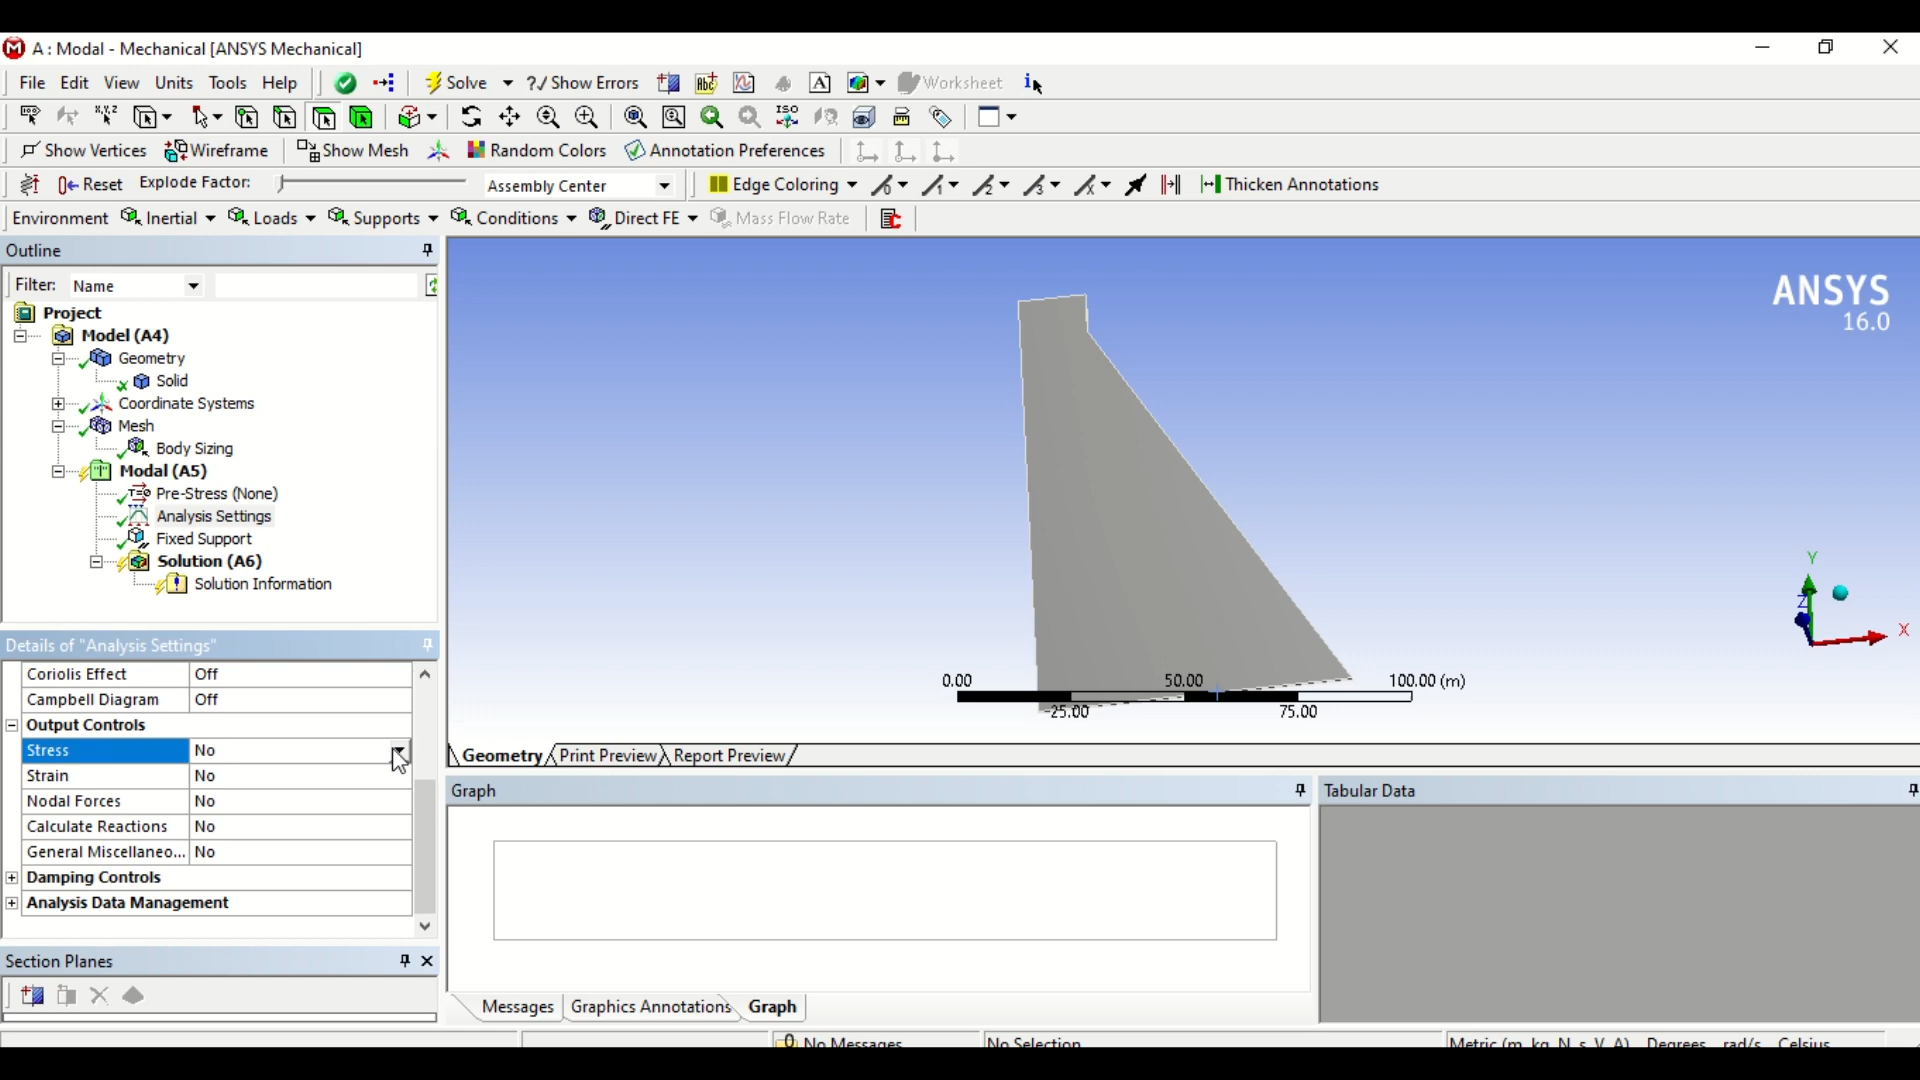 A : Modal - Mechanical [ANSYS Mechanical]
File Edit View Units Tools Help Solve ?/ Show Errors Worksheet
Show Vertices Wireframe Show Mesh Random Colors Annotation Preferences
Reset Explode Factor: Assembly Center Edge Coloring Thicken Annotations
Environment Inertial Loads Supports Conditions Direct FE Mass Flow Rate
Outline
Filter: Name
Project
Model (A4)
Geometry
Solid
Coordinate Systems
Mesh
Body Sizing
Modal (A5)
Pre-Stress (None)
Analysis Settings
Fixed Support
Solution (A6)
Solution Information
Details of "Analysis Settings"
Coriolis Effect Off
Campbell Diagram Off
Output Controls
Stress No
Strain No
Nodal Forces No
Calculate Reactions No
General Miscellaneo... No
Damping Controls
Analysis Data Management
Section Planes
ANSYS
16.0
Y
Z
X
0.00 50.00 100.00 (m)
25.00 75.00
Geometry Print Preview Report Preview
Graph
Tabular Data
Messages Graphics Annotations Graph
0 No Messages No Selection Metric (m, kg, N, s, V, A) Degrees rad/s Celsius